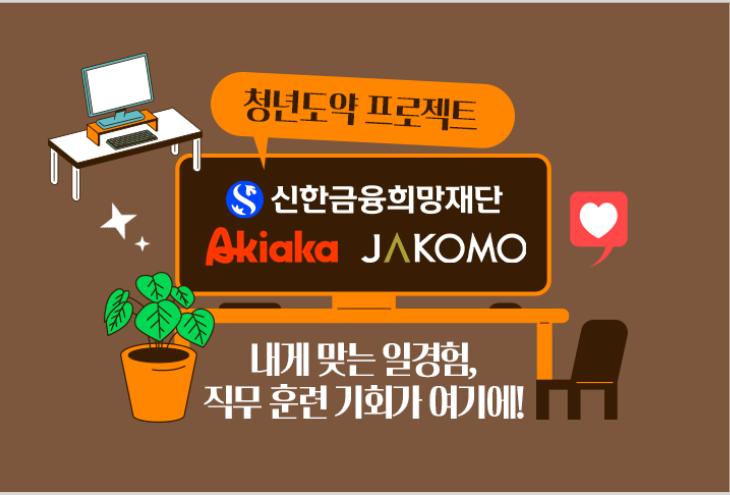 청년도약 프로젝트
신한금융희망재단
Akiaka JAKOMO
내게 맞는 일경험,
직무 훈련 기회가 여기에!